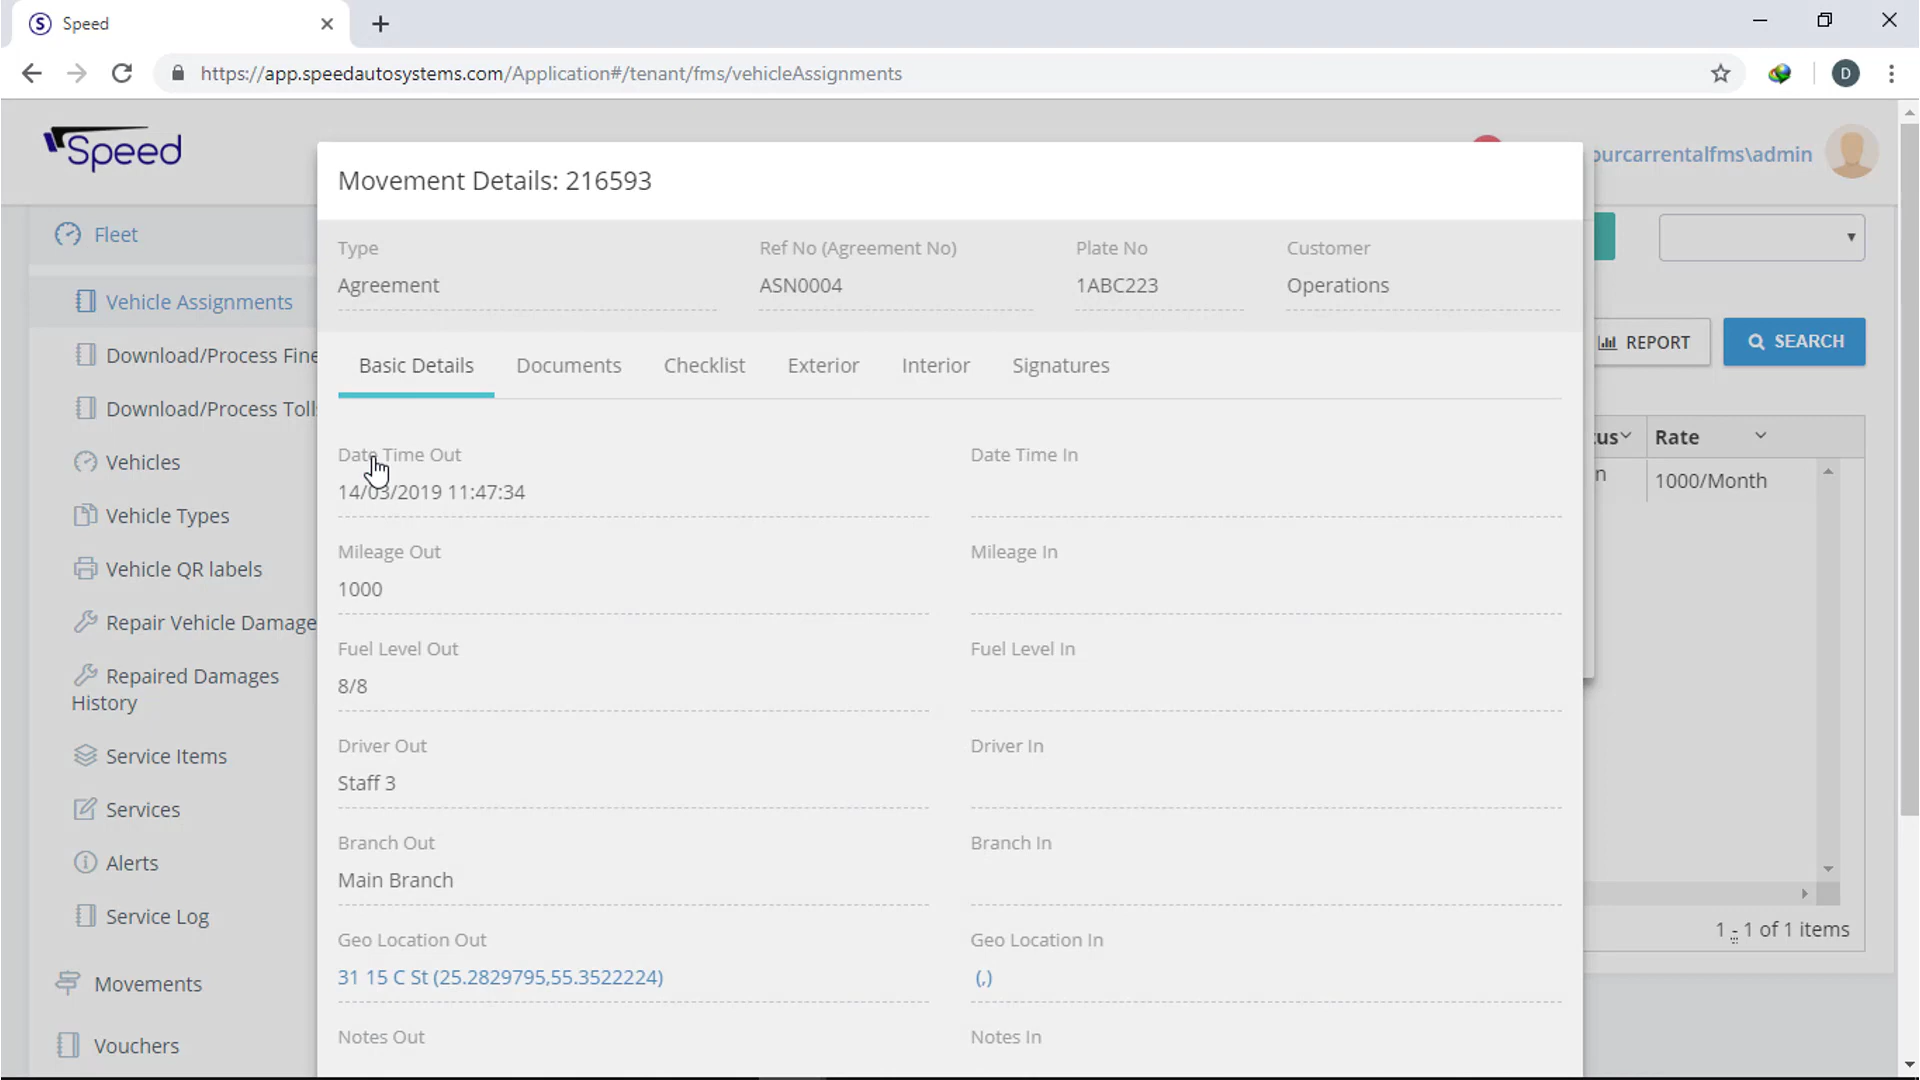 Speed
https://app.speedautosystems.com/Application#/tenant/fms/vehicleAssignments
D
Speed
ourcarrentalfms\admin
Fleet
Vehicle Assignments
Download/Process Fine
Download/Process Toll
Vehicles
Vehicle Types
Vehicle QR labels
Repair Vehicle Damage
Repaired Damages
History
Service Items
Services
Alerts
Service Log
Movements
Vouchers
Movement Details: 216593
Type
Ref No (Agreement No)
Plate No
Customer
Agreement
ASN0004
1ABC223
Operations
Basic Details
Documents
Checklist
Exterior
Interior
Signatures
Date Time Out
Date Time In
14/03/2019 11:47:34
Mileage Out
Mileage In
1000
Fuel Level Out
Fuel Level In
8/8
Driver Out
Driver In
Staff 3
Branch Out
Branch In
Main Branch
Geo Location Out
Geo Location In
31 15 C St (25.2829795,55.3522224)
(,)
Notes Out
Notes In
REPORT
SEARCH
tus
Rate
n
1000/Month
1 - 1 of 1 items